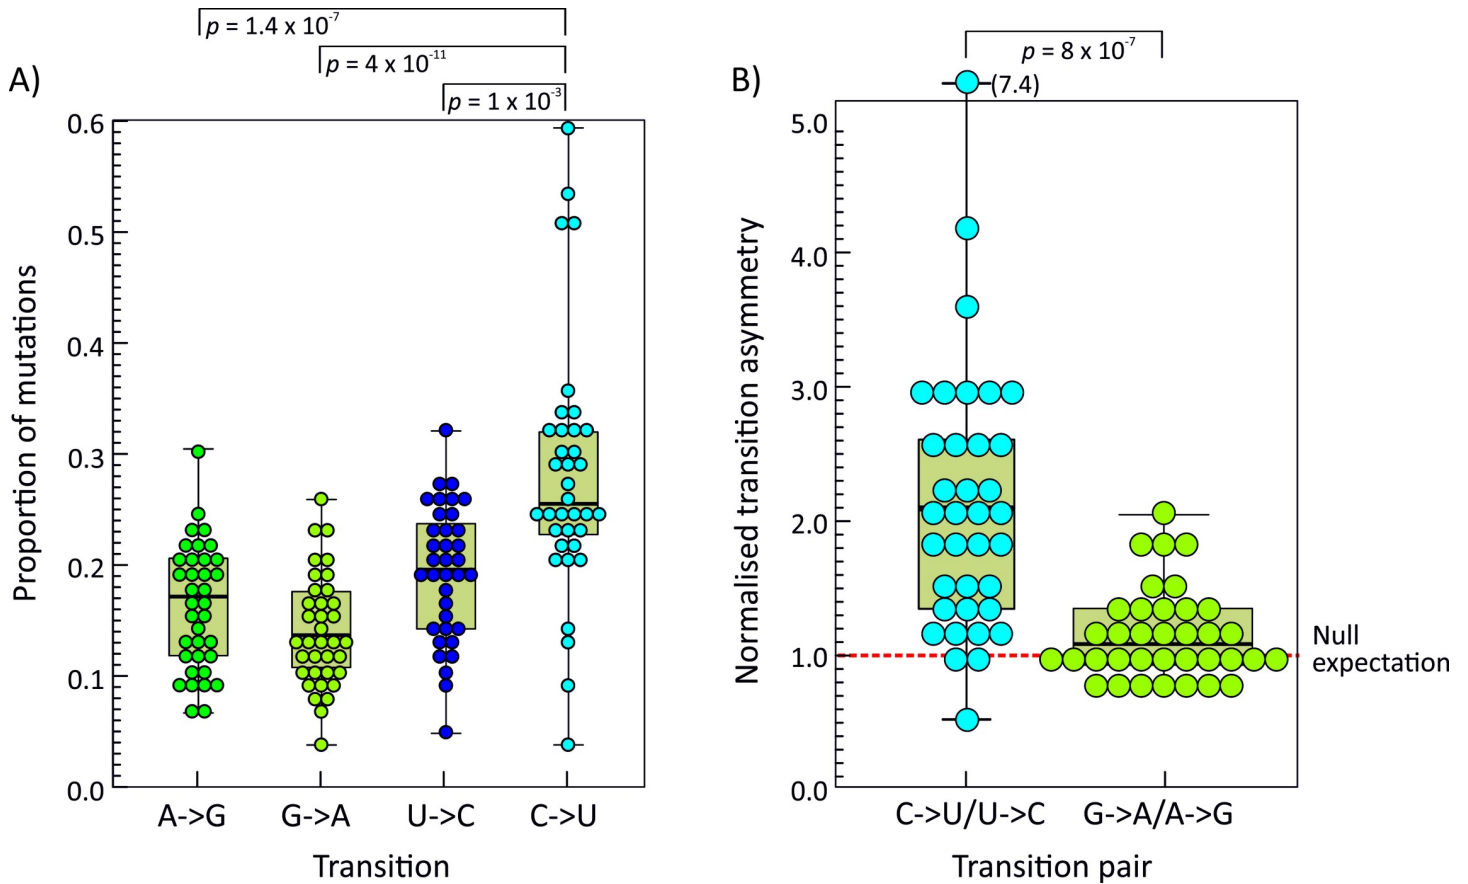 A)
p = 1.4 x 10-7
p = 4 x 10-11
p = 1 x 10-3
Proportion of mutations
0.6
0.5
0.4
0.3
0.2
0.1
0.0
A->G G->A U->C C->U
Transition
B)
p = 8 x 10-7
(7.4)
Normalised transition asymmetry
5.0
4.0
3.0
2.0
1.0
0.0
Null
expectation
C->U/U->C G->A/A->G
Transition pair